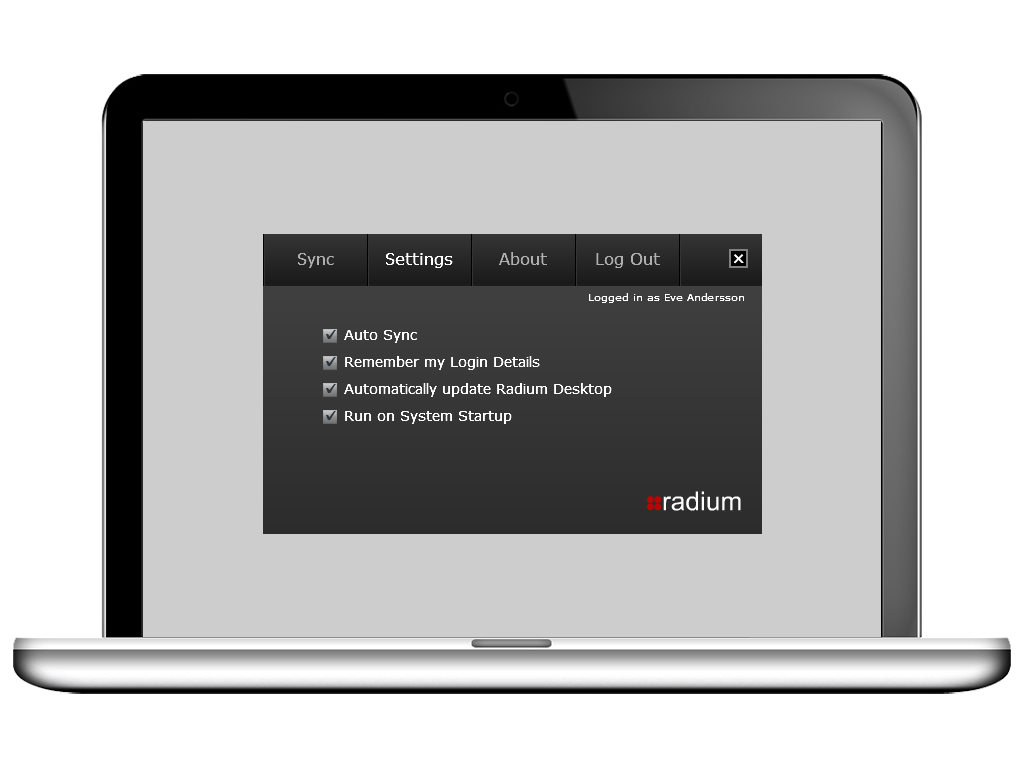 Sync Settings About Log Out
Logged in as Eve Andersson
Auto Sync
Remember my Login Details
Automatically update Radium Desktop
Run on System Startup
radium